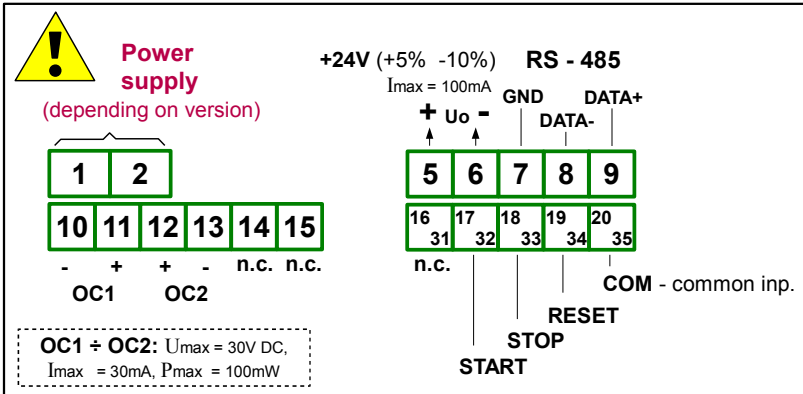 !
Power
supply
(depending on version)
1 2
10 11 12 13 14 15
- + + - n.c. n.c.
OC1 OC2
OC1 ÷ OC2: Umax = 30V DC,
Imax = 30mA, Pmax = 100mW
+24V (+5% -10%) RS - 485
Imax = 100mA
GND DATA+
+ Uo - DATA-
5 6 7 8 9
16 17 18 19 20
31 32 33 34 35
n.c.
COM - common inp.
RESET
STOP
START